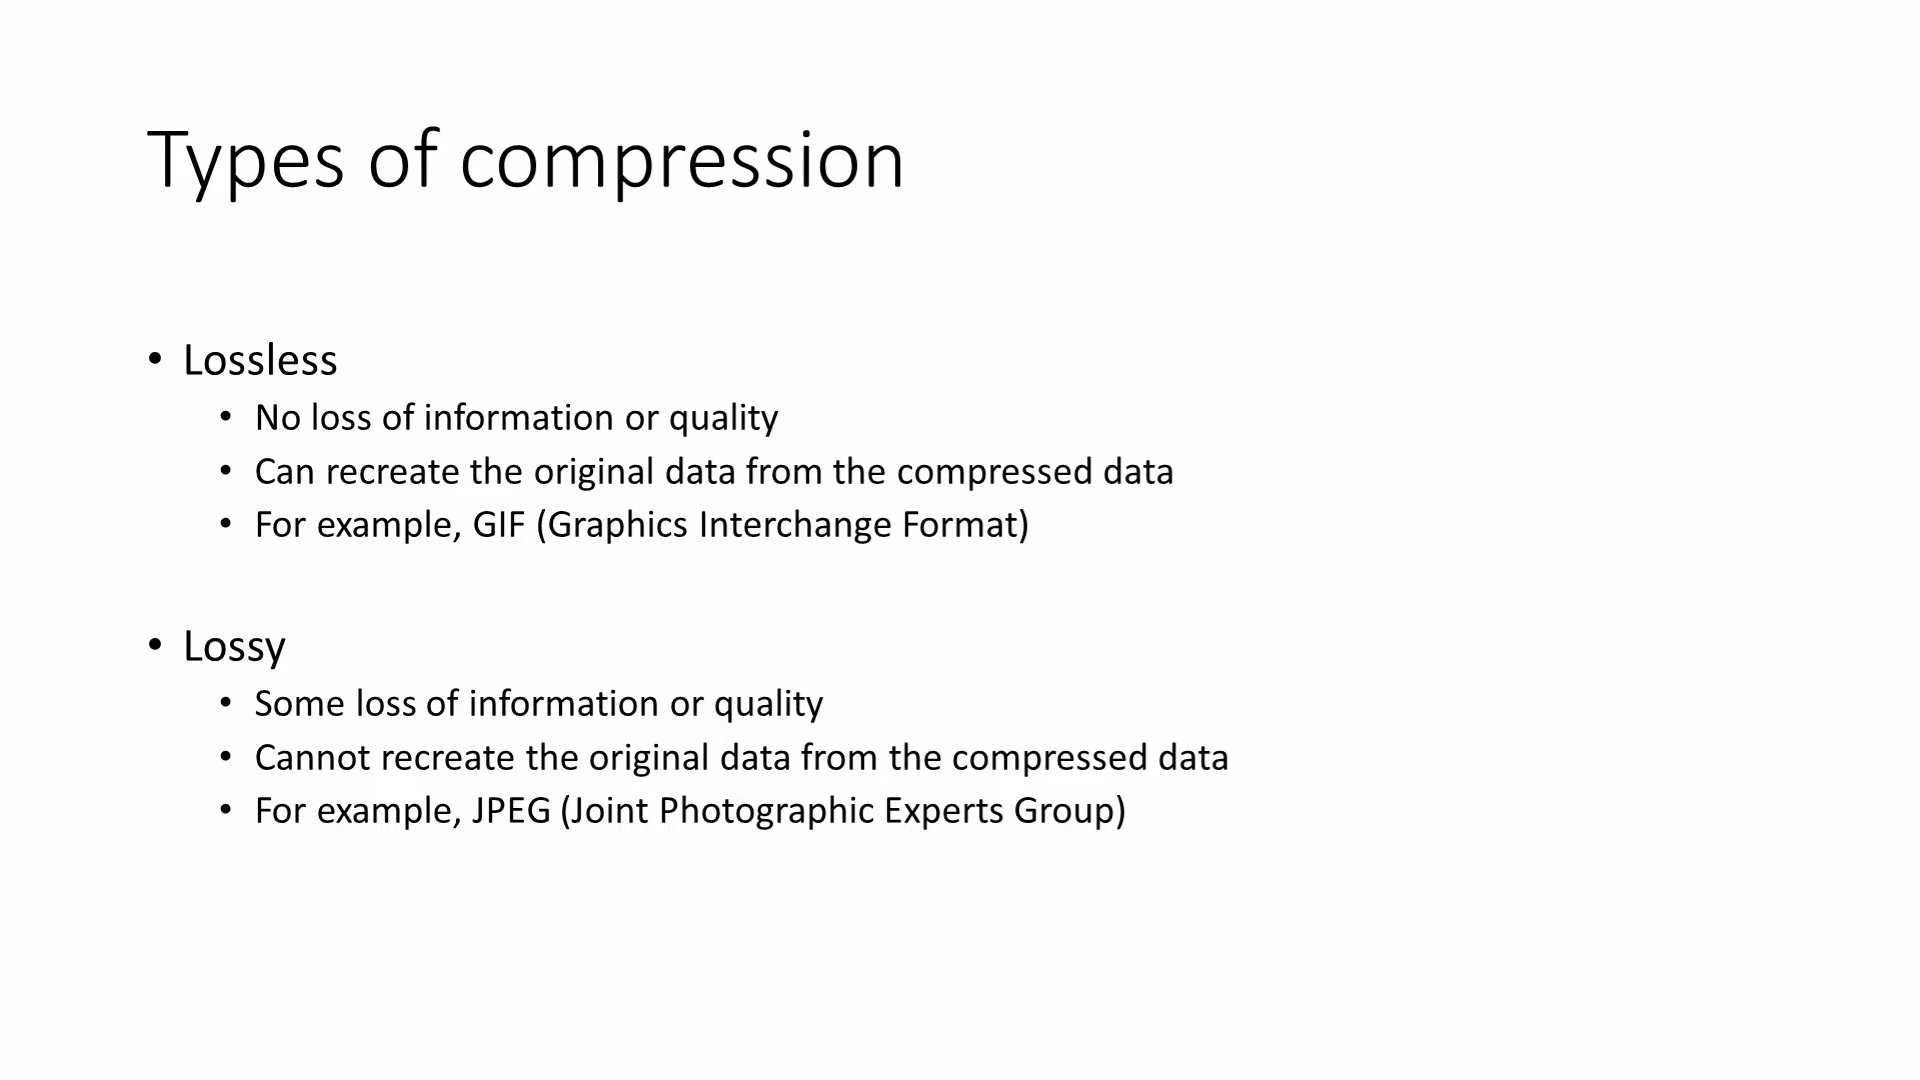 Types of compression
• Lossless
• No loss of information or quality
• Can recreate the original data from the compressed data
• For example, GIF (Graphics Interchange Format)
• Lossy
• Some loss of information or quality
• Cannot recreate the original data from the compressed data
• For example, JPEG (Joint Photographic Experts Group)